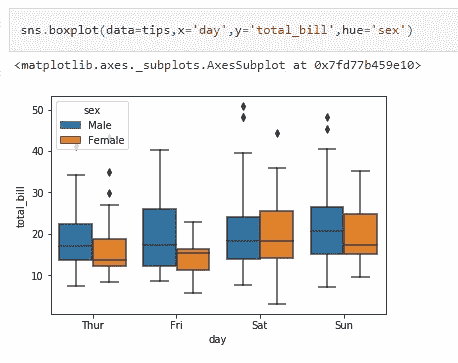 sns.boxplot(data=tips,x='day',y='total_bill',hue='sex')
<matplotlib.axes._subplots.AxesSubplot at 0x7fd77b459e10>
50
sex
Male
Female
40
30
total_bill
20
10
Thur Fri Sat Sun
day